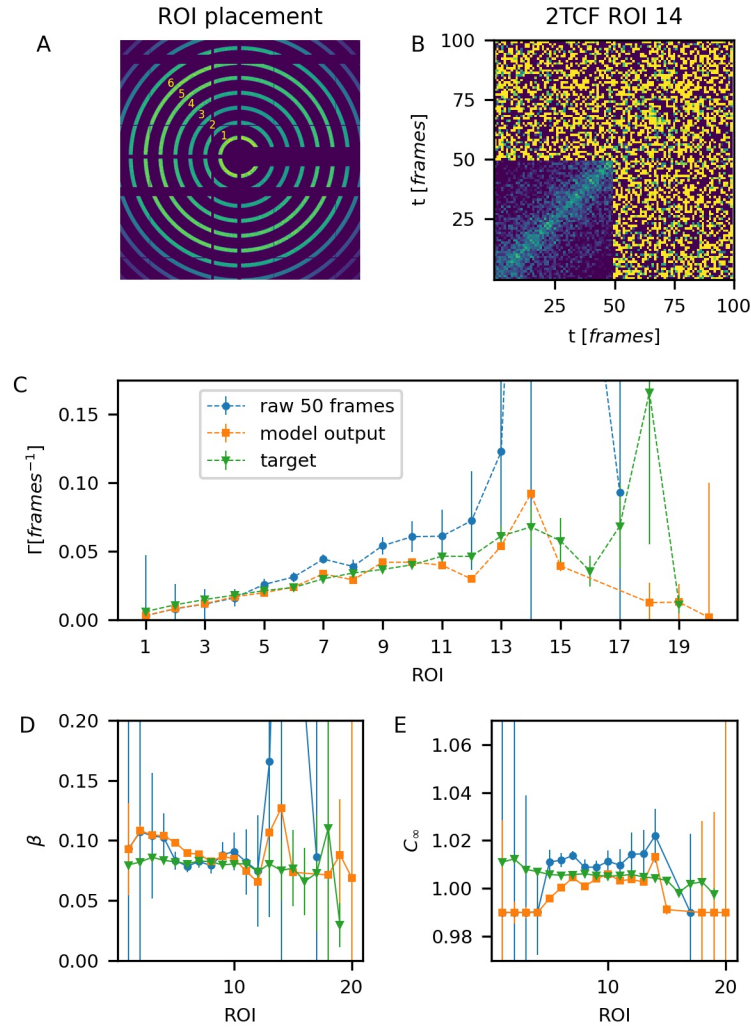 ROI placement
2TCF ROI 14
A
6
5
4
3
2
1
B
100
75
50
25
t [frames]
25 50 75 100
t [frames]
C
0.15
0.10
0.05
0.00
Γ[frames⁻¹]
raw 50 frames
model output
target
1 3 5 7 9 11 13 15 17 19
ROI
D
0.20
0.15
0.10
0.05
0.00
β
10 20
ROI
E
1.06
1.04
1.02
1.00
0.98
C∞
10 20
ROI